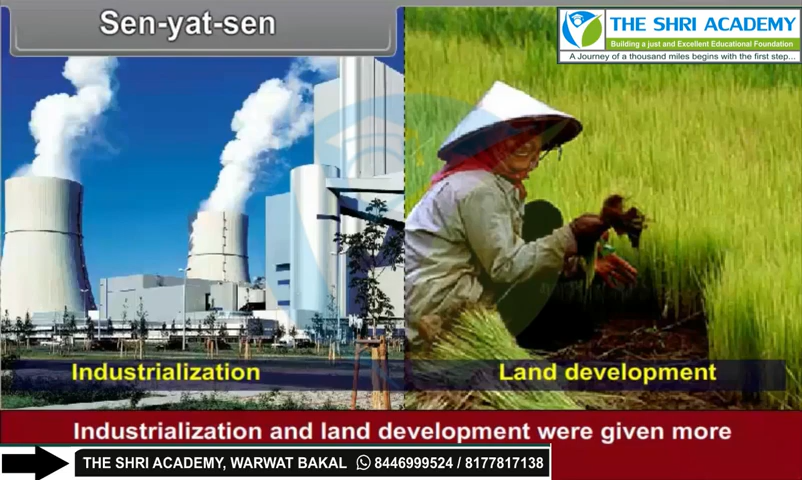 Sen-yat-sen
THE SHRI ACADEMY
Building a just and Excellent Educational Foundation
A Journey of a thousand miles begins with the first step...
Industrialization
Land development
Industrialization and land development were given more
THE SHRI ACADEMY, WARWAT BAKAL 8446999524 / 8177817138